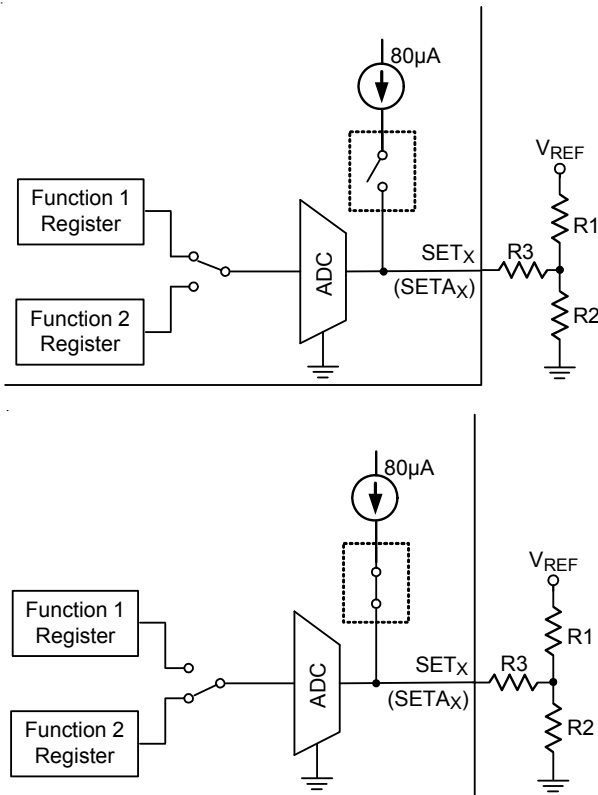 80µA
VREF
Function 1
Register
R1
SETX
R3
ADC
(SETAX)
Function 2
Register
R2
80µA
VREF
Function 1
Register
R1
SETX
R3
ADC
(SETAX)
Function 2
Register
R2